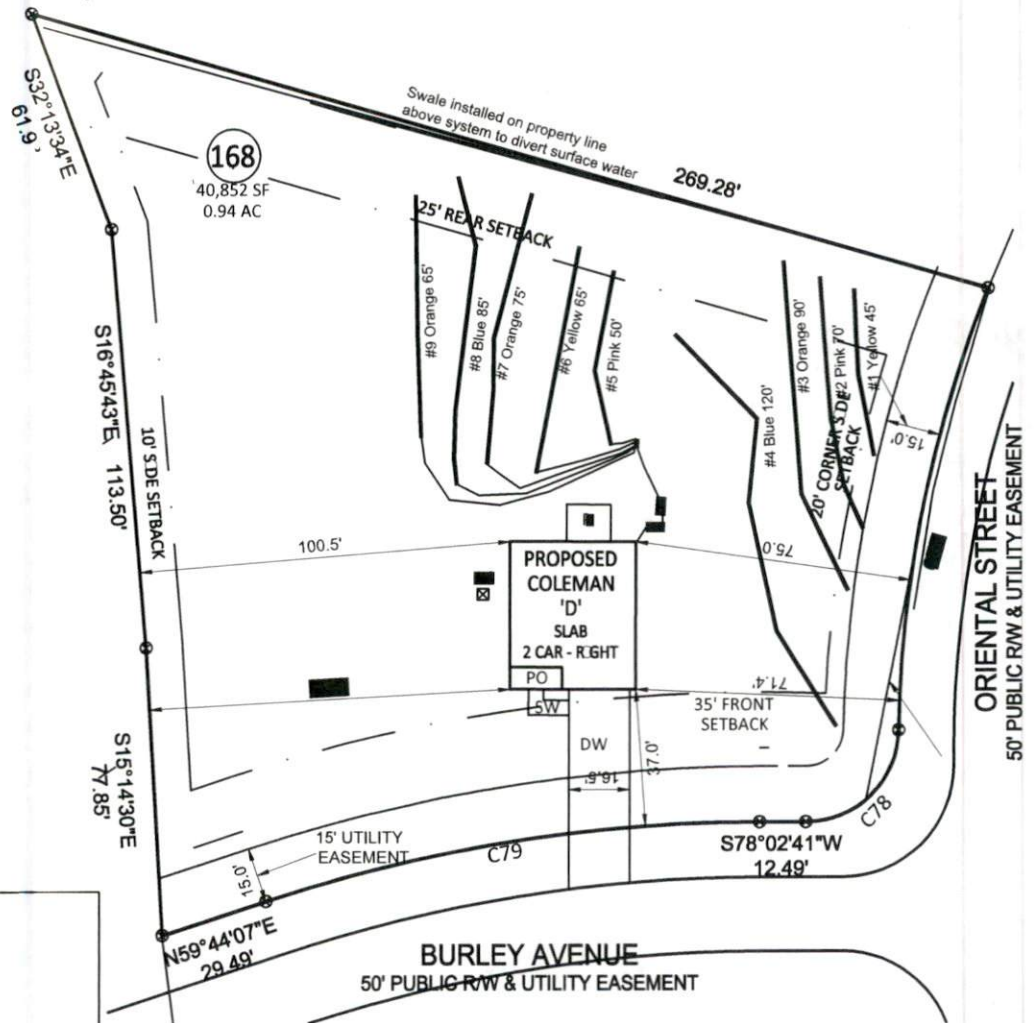 S32°13'34"E
61.9
168
40,852 SF
0.94 AC
Swale installed on property line
above system to divert surface water
269.28'
25' REAR SETBACK
#9 Orange 65'
#8 Blue 85'
#7 Orange 75'
#6 Yellow 65'
#5 Pink 50'
#4 Blue 120'
#3 Orange 90'
#2 Pink 70'
#1 Yellow 45'
15.0'
20' CORNER S.DE
SETBACK
S16°45'43"E 113.50'
10' S.DE SETBACK
100.5'
75.0'
PROPOSED
COLEMAN
'D'
SLAB
2 CAR - R GHT
PO
SW
DW
71.4'
35' FRONT
SETBACK
37.0'
16.5'
ORIENTAL STREET
50' PUBLIC R/W & UTILITY EASEMENT
S15°14'30"E
77.85'
15' UTILITY
EASEMENT
15.0'
C79
C78
S78°02'41"W
12.49'
N59°44'07"E
29.49'
BURLEY AVENUE
50' PUBLIC R/W & UTILITY EASEMENT